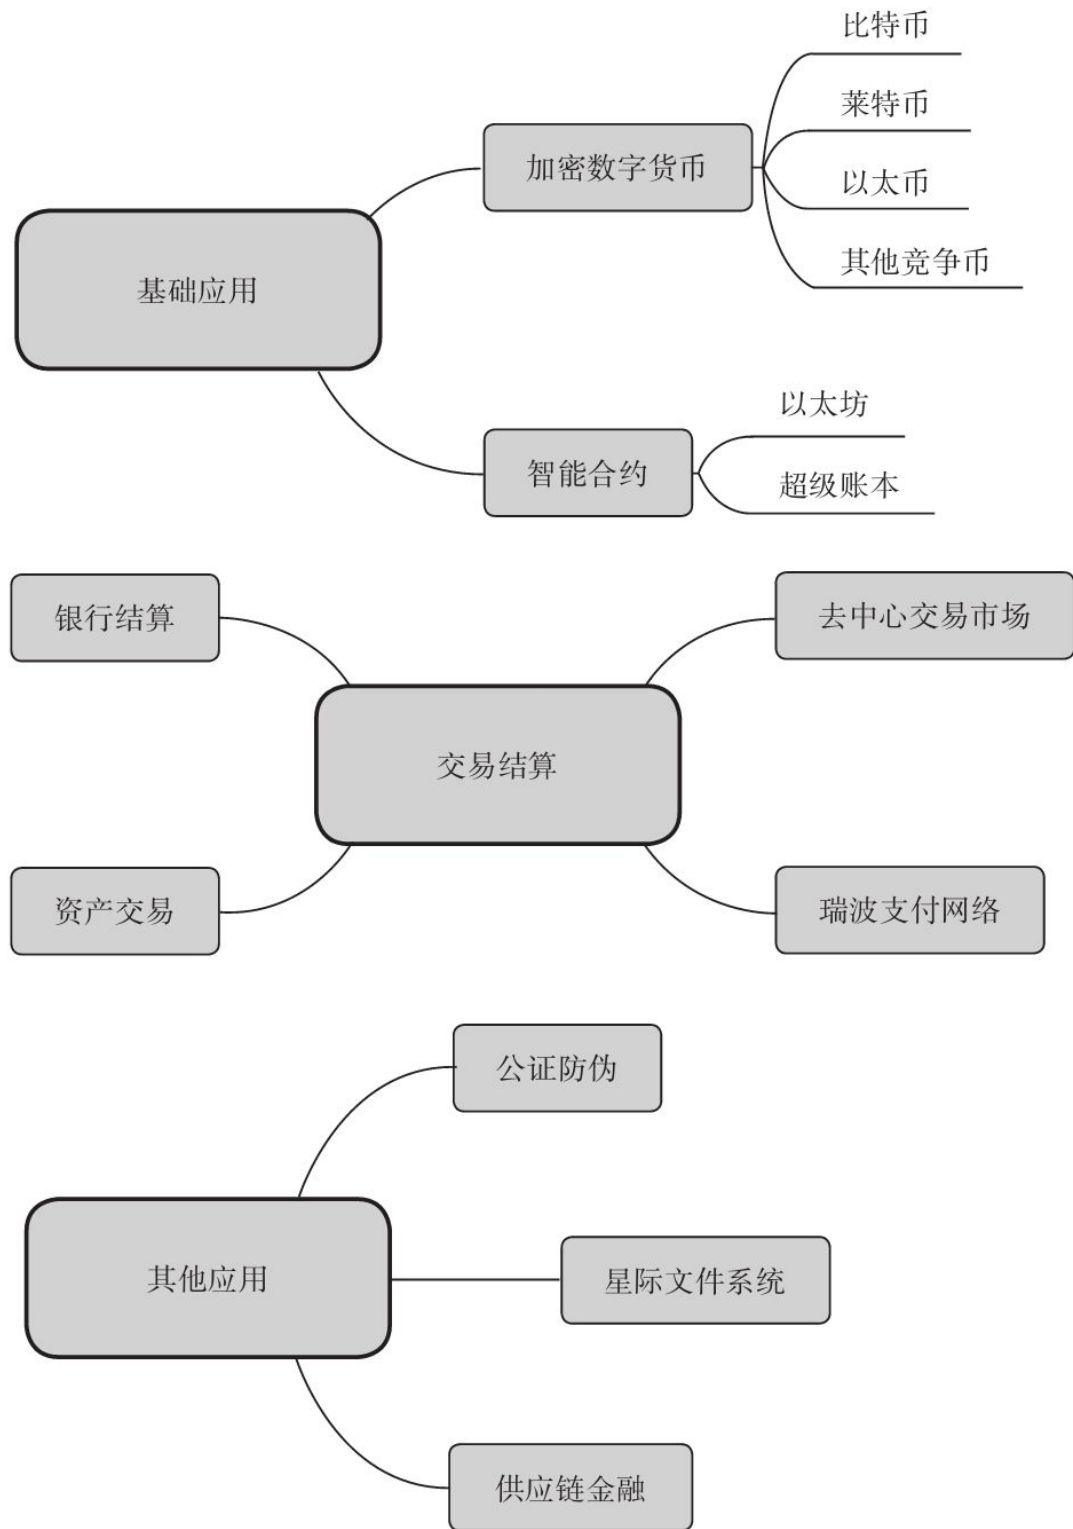 比特币
莱特币
加密数字货币
以太币
其他竞争币
基础应用
以太坊
智能合约
超级账本
银行结算
去中心交易市场
交易结算
资产交易
瑞波支付网络
公证防伪
其他应用
星际文件系统
供应链金融